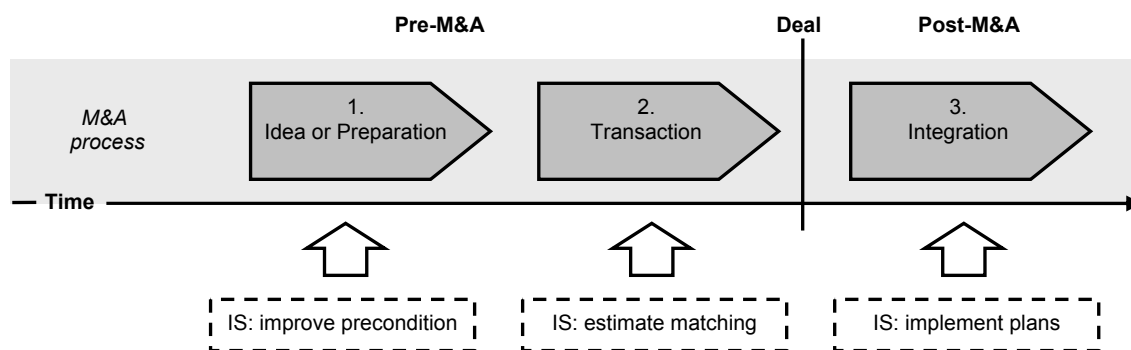 Pre-M&A
Deal
Post-M&A
M&A
process
1.
Idea or Preparation
2.
Transaction
3.
Integration
Time
IS: improve precondition
IS: estimate matching
IS: implement plans